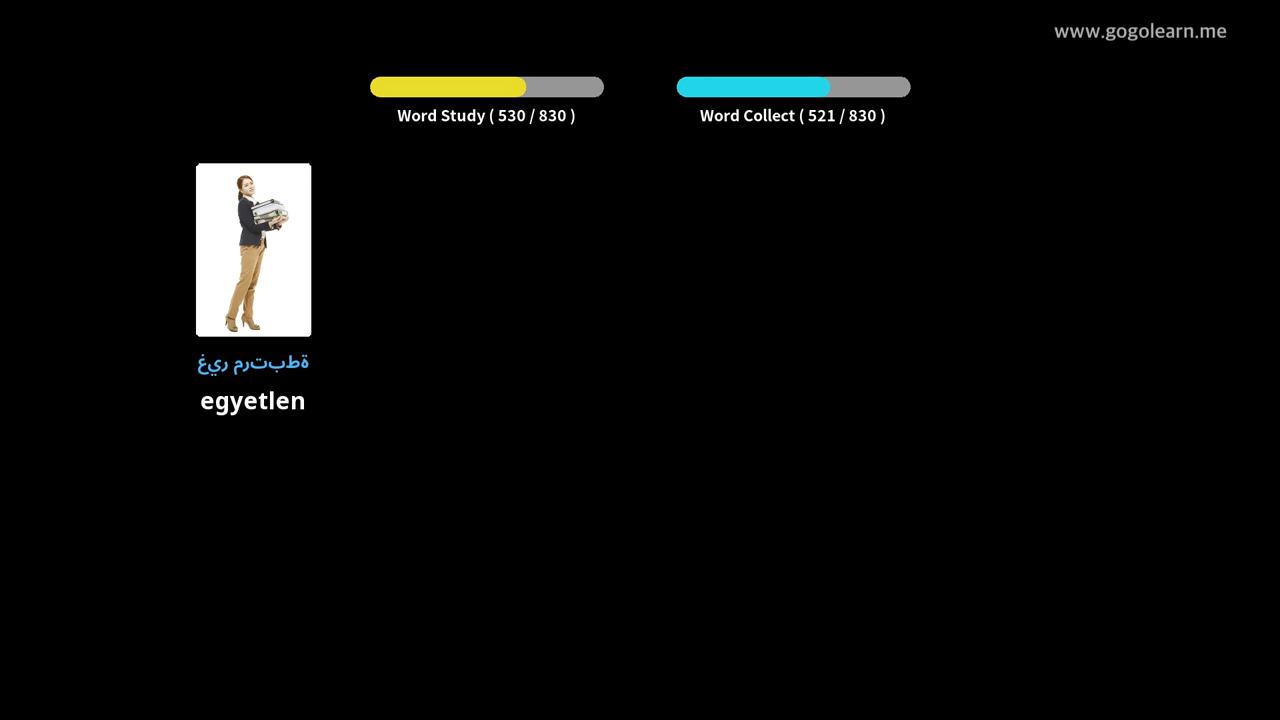 www.gogolearn.me
Word Study ( 530 / 830 )
Word Collect ( 521 / 830 )
غير مرتبطة
egyetlen